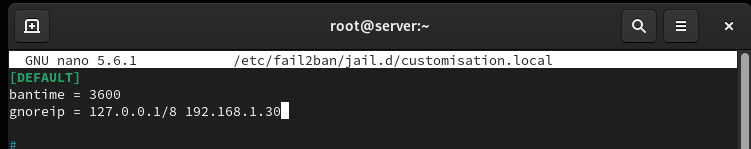 root@server:~
GNU nano 5.6.1 /etc/fail2ban/jail.d/customisation.local
[DEFAULT]
bantime = 3600
gnoreip = 127.0.0.1/8 192.168.1.30
#